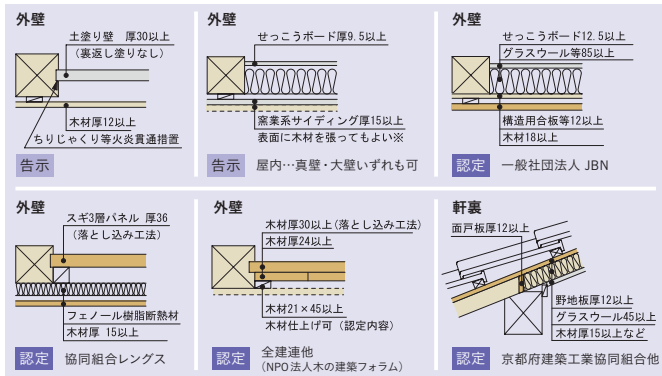 外壁
土塗り壁 厚30以上
(裏返し塗りなし)
木材厚12以上
ちりじゃくり等火炎貫通措置
告示
外壁
せっこうボード厚9.5以上
窯業系サイディング厚15以上
表面に木材を張ってもよい※
告示 屋内…真壁・大壁いずれも可
外壁
せっこうボード12.5以上
グラスウール等85以上
構造用合板等12以上
木材18以上
認定 一般社団法人 JBN
外壁
スギ3層パネル 厚36
(落とし込み工法)
フェノール樹脂断熱材
木材厚 15以上
認定 協同組合レングス
外壁
木材厚30以上(落とし込み工法)
木材厚24以上
木材21×45以上
木材仕上げ可(認定内容)
認定 全建連他
(NPO法人木の建築フォラム)
軒裏
面戸板厚12以上
野地板厚12以上
グラスウール45以上
木材厚15以上など
認定 京都府建築工業協同組合他